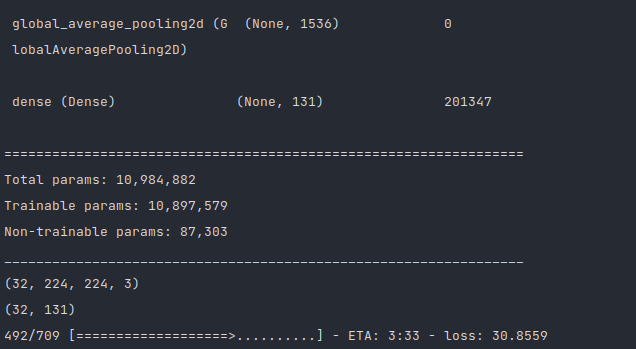 global_average_pooling2d (G  (None, 1536)             0
lobalAveragePooling2D)
dense (Dense)               (None, 131)               201347
=================================================================
Total params: 10,984,882
Trainable params: 10,897,579
Non-trainable params: 87,303
_________________________________________________________________
(32, 224, 224, 3)
(32, 131)
492/709 [===================>..........] - ETA: 3:33 - loss: 30.8559